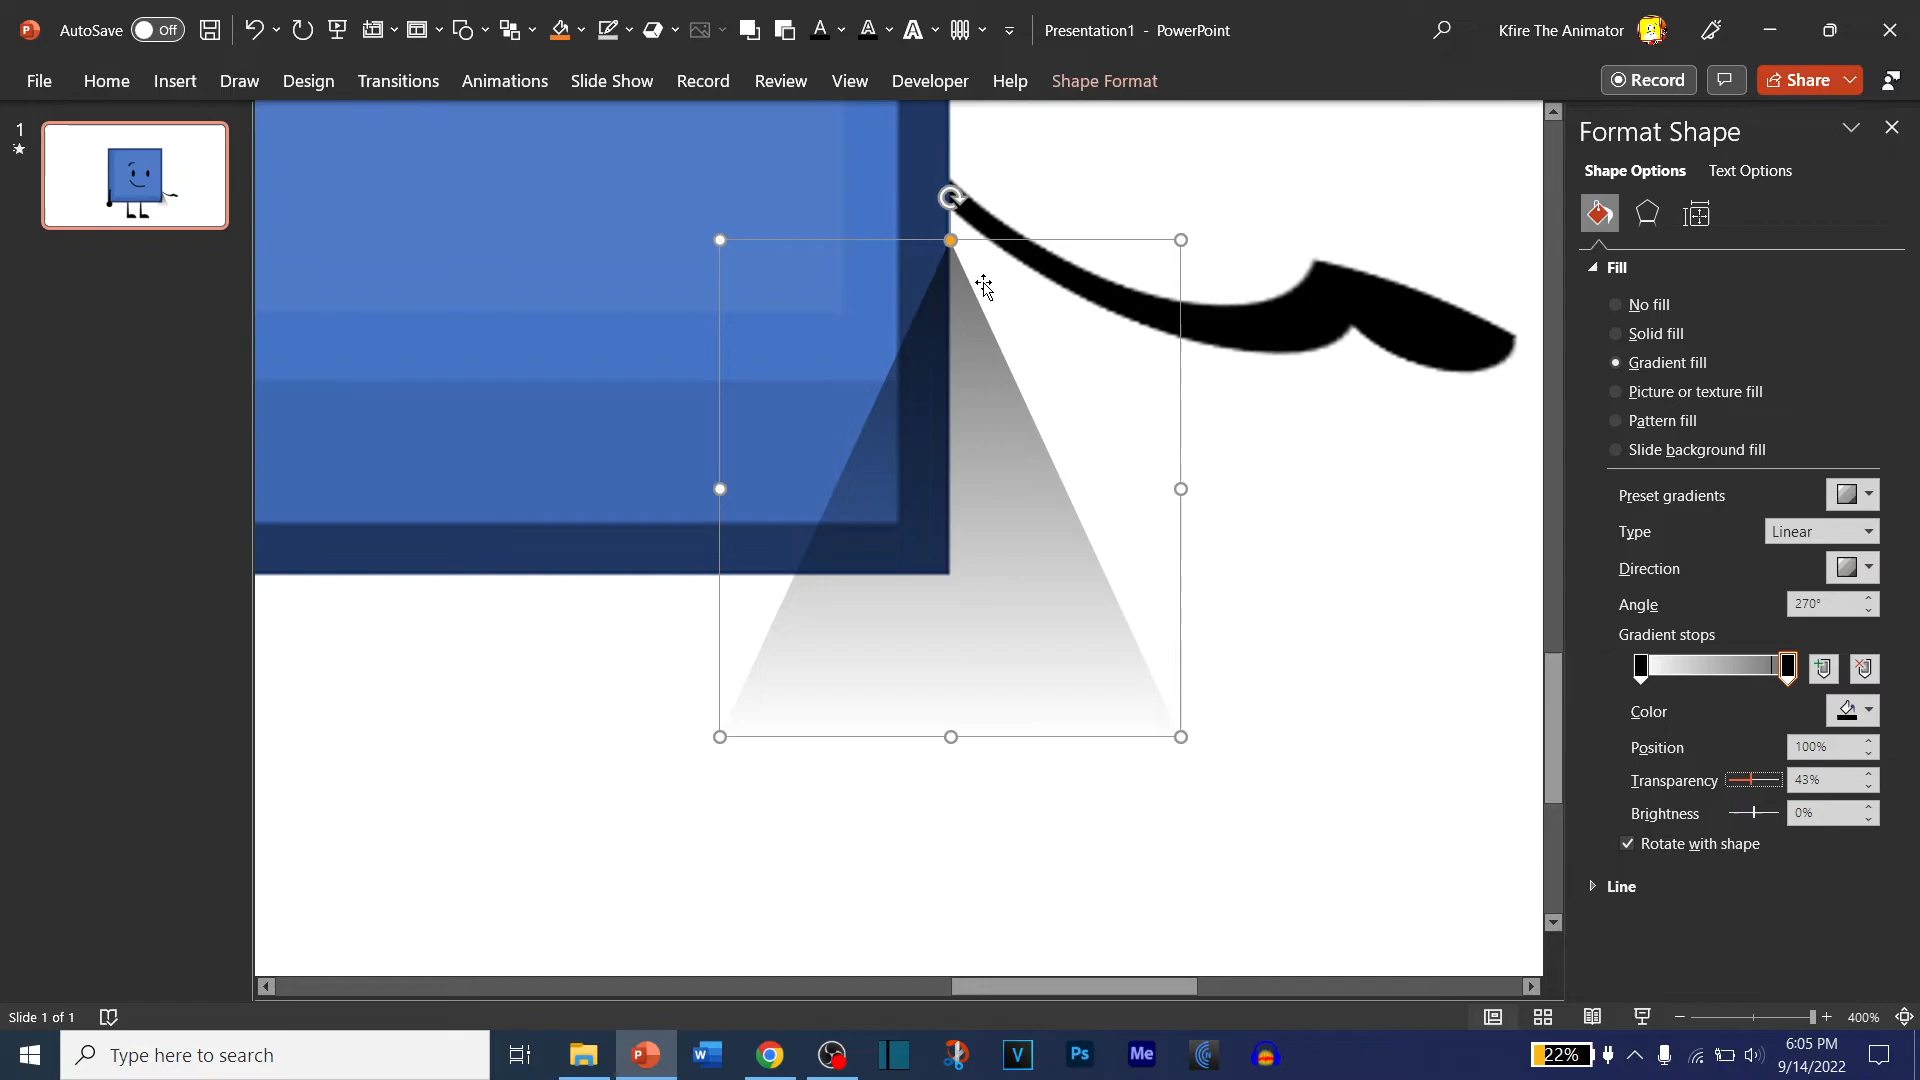 AutoSave Off Presentation1 - PowerPoint Kfire The Animator
File Home Insert Draw Design Transitions Animations Slide Show Record Review View Developer Help Shape Format Record Share
1
Format Shape
Shape Options Text Options
Fill
No fill
Solid fill
Gradient fill
Picture or texture fill
Pattern fill
Slide background fill
Preset gradients
Type Linear
Direction
Angle 270°
Gradient stops
Color
Position 100%
Transparency 43%
Brightness 0%
Rotate with shape
Line
Slide 1 of 1 400%
Type here to search W V Ps Me 22% 6:05 PM
9/14/2022